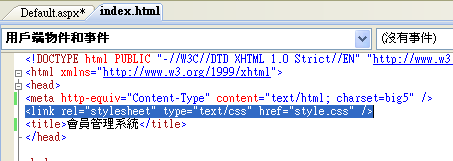 Default.aspx* index.html
用戶端物件和事件 (沒有事件)
<!DOCTYPE html PUBLIC "-//W3C//DTD XHTML 1.0 Strict//EN" "http://www.w3.o
<html xmlns="http://www.w3.org/1999/xhtml">
<head>
<meta http-equiv="Content-Type" content="text/html; charset=big5" />
<link rel="stylesheet" type="text/css" href="style.css" />
<title>會員管理系統</title>
</head>